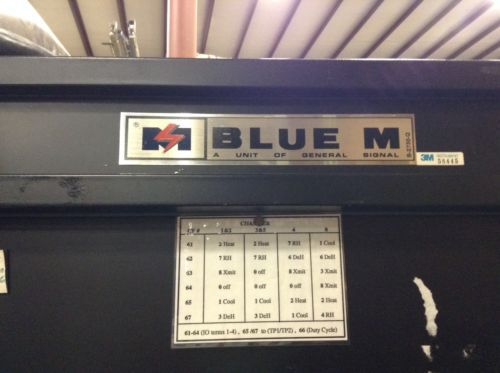 ® BLUE M
A UNIT OF GENERAL SIGNAL
3M
58445
CHAMBER
CF # 1&2 3&5 4 6
61 2 Heat 2 Heat 7 RH 1 Cool
62 7 RH 7 RH 6 DeH 6 DeH
63 8 Xmit 0 off 8 Xmit 3 Xmit
64 0 off 0 off 0 off 8 Xmit
65 1 Cool 1 Cool 2 Heat 2 Heat
67 3 DeH 3 DeH 1 Cool 4 RH
61-64 (IO terms 1-4), 65 /67 to (TP1/TP2), 66 (Duty Cycle)